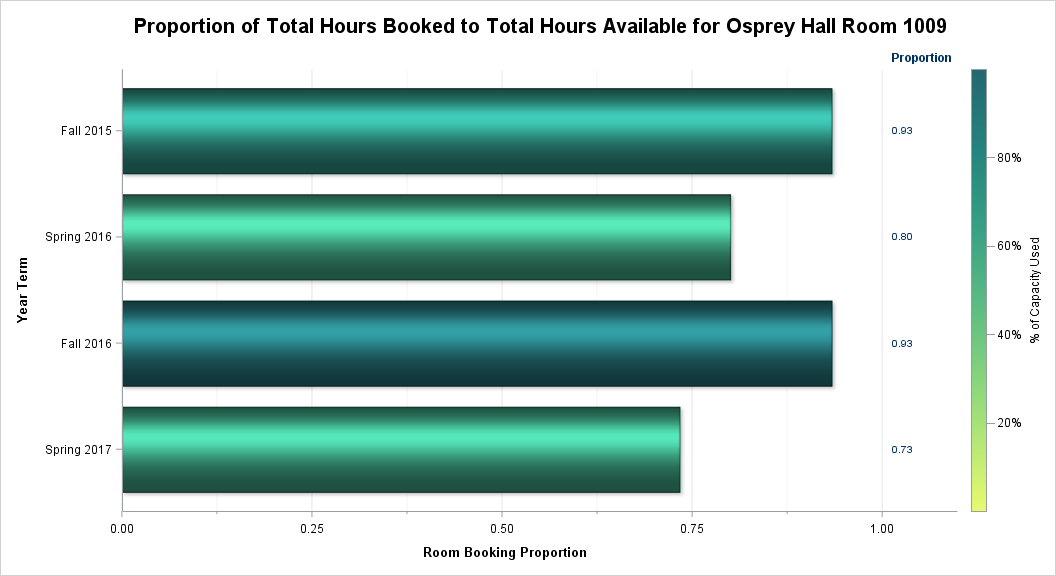 Proportion of Total Hours Booked to Total Hours Available for Osprey Hall Room 1009
Proportion
Fall 2015
0.93
Spring 2016
0.80
Fall 2016
0.93
Spring 2017
0.73
Year Term
0.00 0.25 0.50 0.75 1.00
Room Booking Proportion
80%
60%
40%
20%
% of Capacity Used